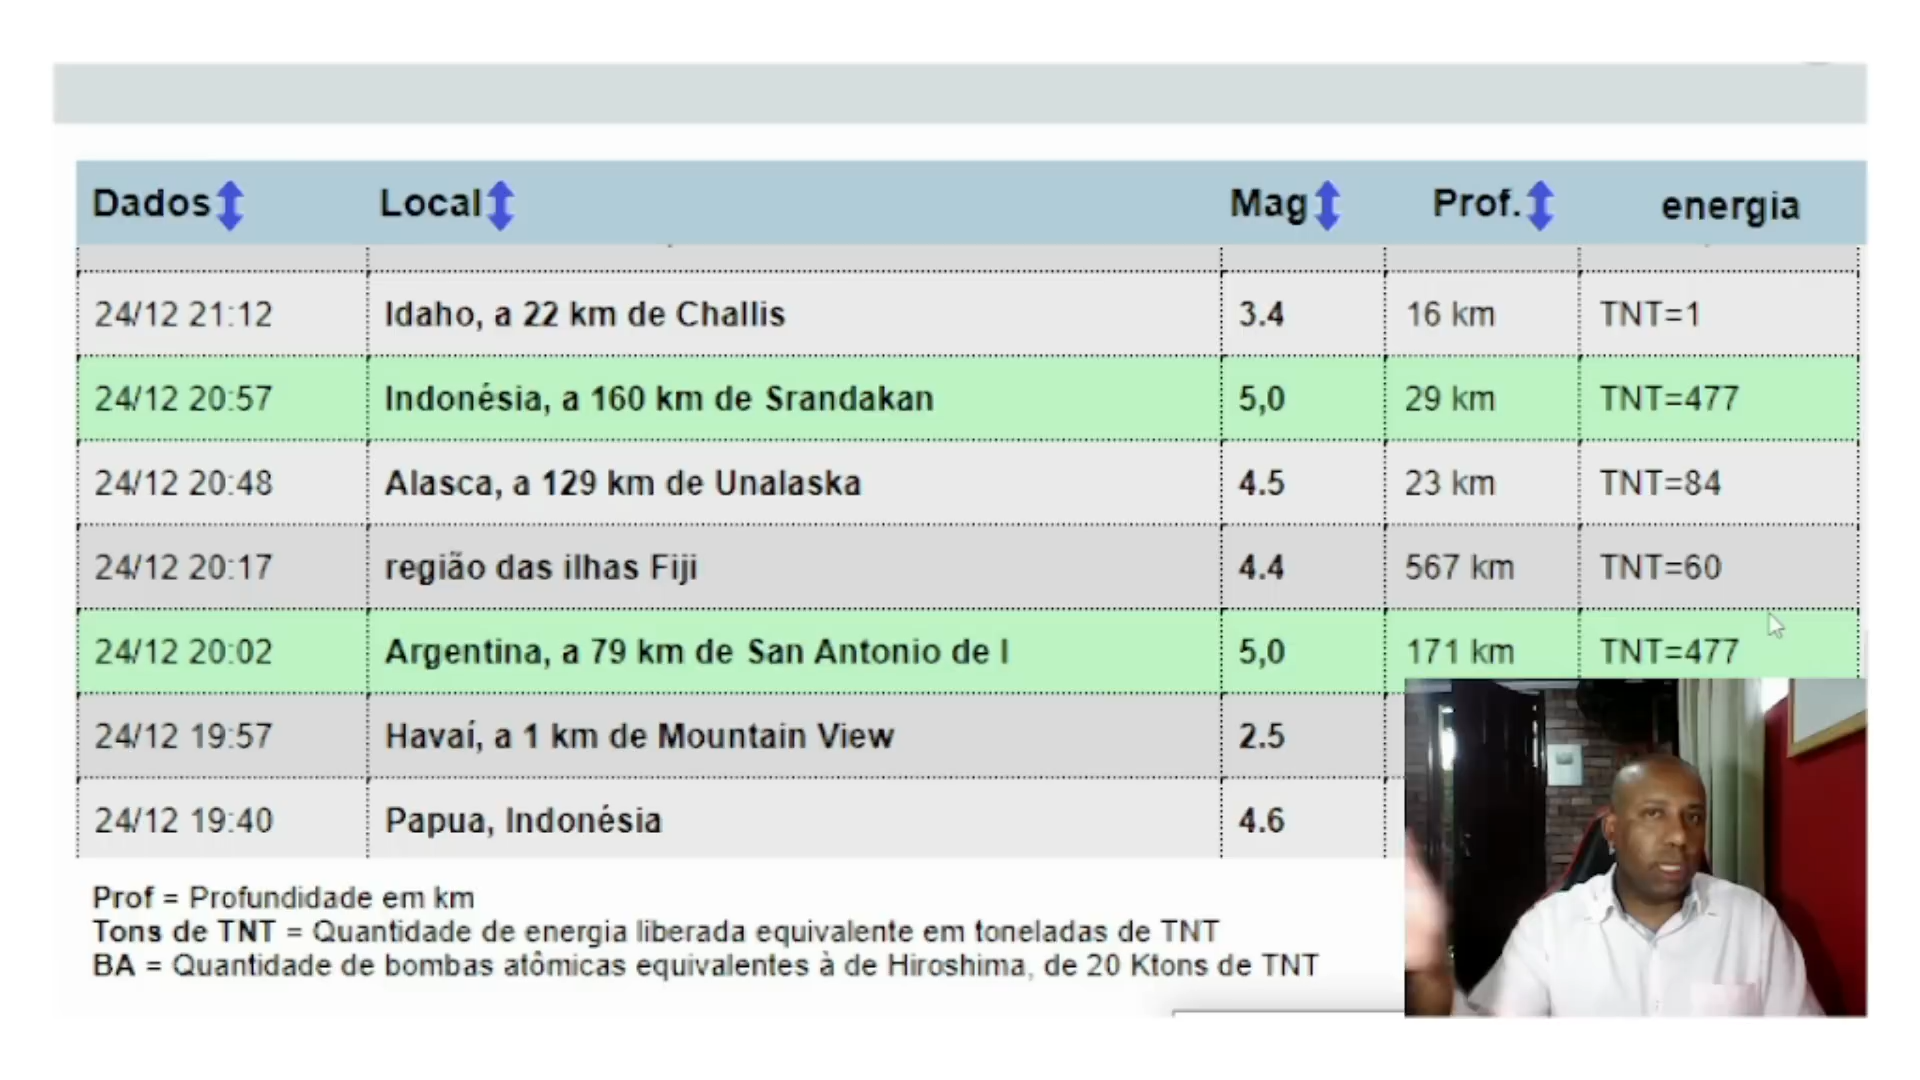 Dados Local Mag Prof. energia
24/12 21:12 Idaho, a 22 km de Challis 3.4 16 km TNT=1
24/12 20:57 Indonésia, a 160 km de Srandakan 5,0 29 km TNT=477
24/12 20:48 Alasca, a 129 km de Unalaska 4.5 23 km TNT=84
24/12 20:17 região das ilhas Fiji 4.4 567 km TNT=60
24/12 20:02 Argentina, a 79 km de San Antonio de l 5,0 171 km TNT=477
24/12 19:57 Havaí, a 1 km de Mountain View 2.5
24/12 19:40 Papua, Indonésia 4.6
Prof = Profundidade em km
Tons de TNT = Quantidade de energia liberada equivalente em toneladas de TNT
BA = Quantidade de bombas atômicas equivalentes à de Hiroshima, de 20 Ktons de TNT